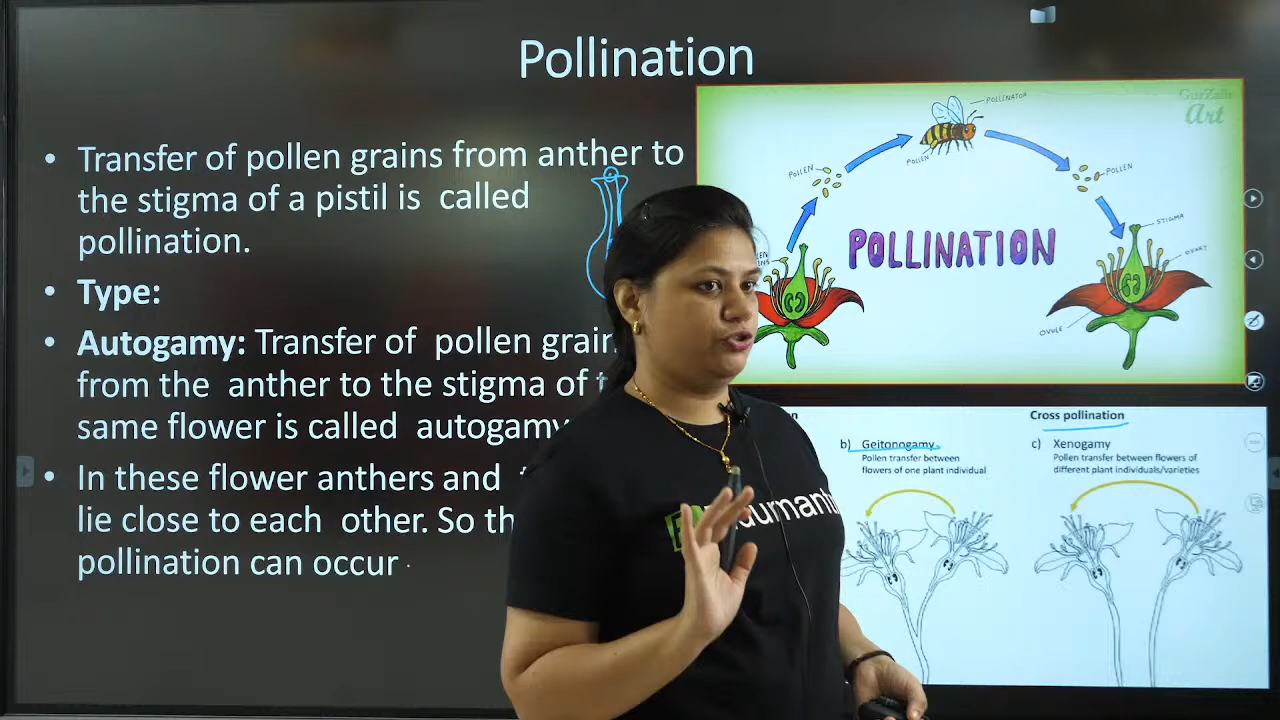 Pollination
Transfer of pollen grains from anther to
the stigma of a pistil is called
pollination.
Type:
Autogamy: Transfer of pollen
from the anther to the stigma of
same flower is called autogamy
In these flower anthers and
lie close to each other. So
pollination can occur
GurZaib
Art
POLLINATOR
POLLEN
POLLEN
POLLEN
POLLINATION
STIGMA
OVARY
OVULE
Cross pollination
b) Geitonogamy
Pollen transfer between
flowers of one plant individual
c) Xenogamy
Pollen transfer between flowers of
different plant individuals/varieties